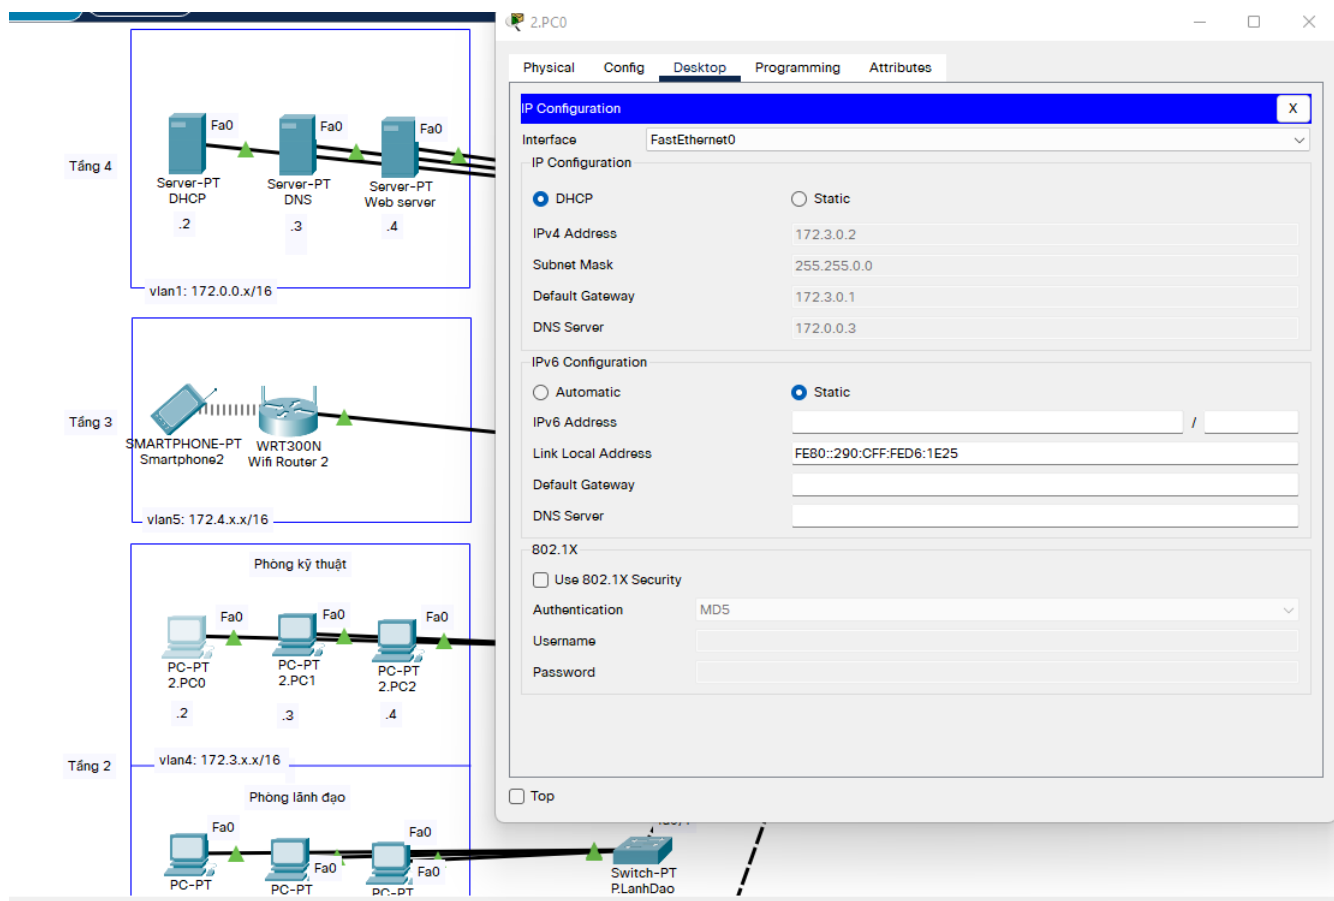 2.PC0
Physical Config Desktop Programming Attributes
IP Configuration X
Interface FastEthernet0
IP Configuration
DHCP Static
IPv4 Address 172.3.0.2
Subnet Mask 255.255.0.0
Default Gateway 172.3.0.1
DNS Server 172.0.0.3
IPv6 Configuration
Automatic Static
IPv6 Address /
Link Local Address FE80::290:CFF:FED6:1E25
Default Gateway
DNS Server
802.1X
Use 802.1X Security
Authentication MD5
Username
Password
Top
Tầng 4
Fa0 Fa0 Fa0
Server-PT Server-PT Server-PT
DHCP DNS Web server
.2 .3 .4
vlan1: 172.0.0.x/16
Tầng 3
SMARTPHONE-PT WRT300N
Smartphone2 Wifi Router 2
vlan5: 172.4.x.x/16
Phòng kỹ thuật
Fa0 Fa0 Fa0
PC-PT PC-PT PC-PT
2.PC0 2.PC1 2.PC2
.2 .3 .4
Tầng 2
vlan4: 172.3.x.x/16
Phòng lãnh đạo
Fa0 Fa0
Fa0 Fa0
PC-PT PC-PT PC-PT
Switch-PT
P.LanhDao